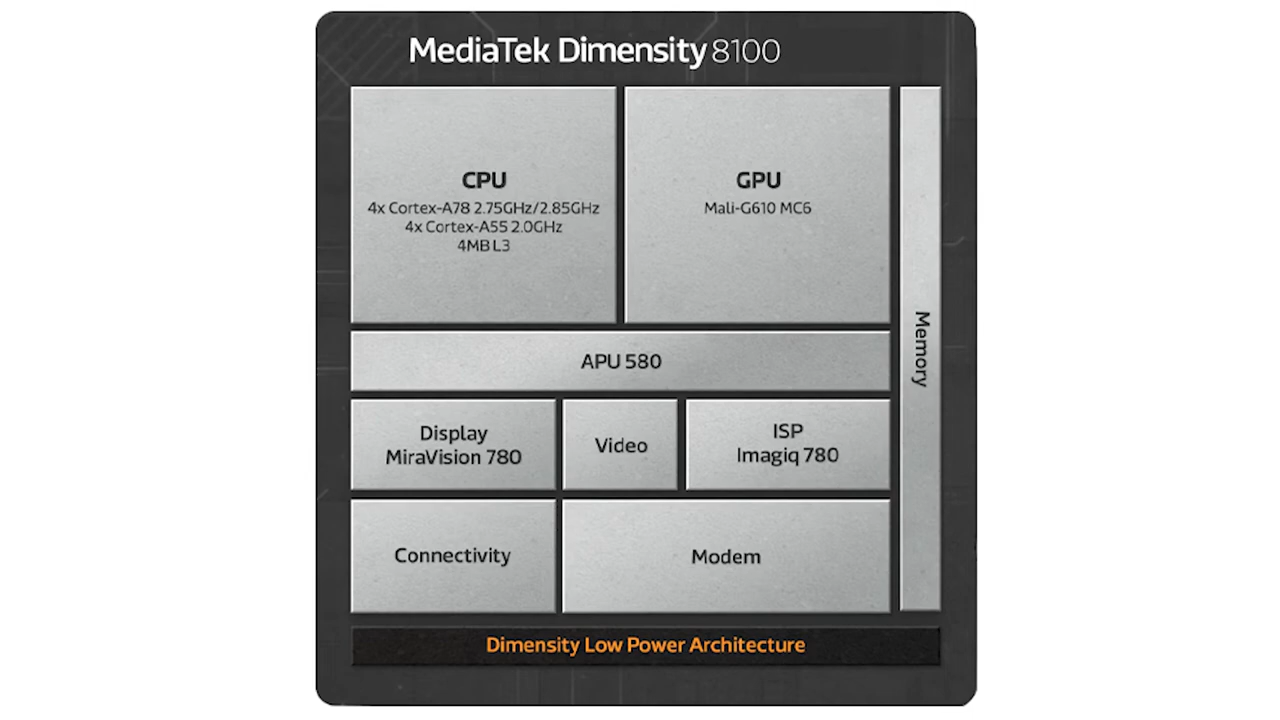 MediaTek Dimensity 8100
CPU
4x Cortex-A78 2.75GHz/2.85GHz
4x Cortex-A55 2.0GHz
4MB L3
GPU
Mali-G610 MC6
Memory
APU 580
Display
MiraVision 780
Video
ISP
Imagiq 780
Connectivity
Modem
Dimensity Low Power Architecture